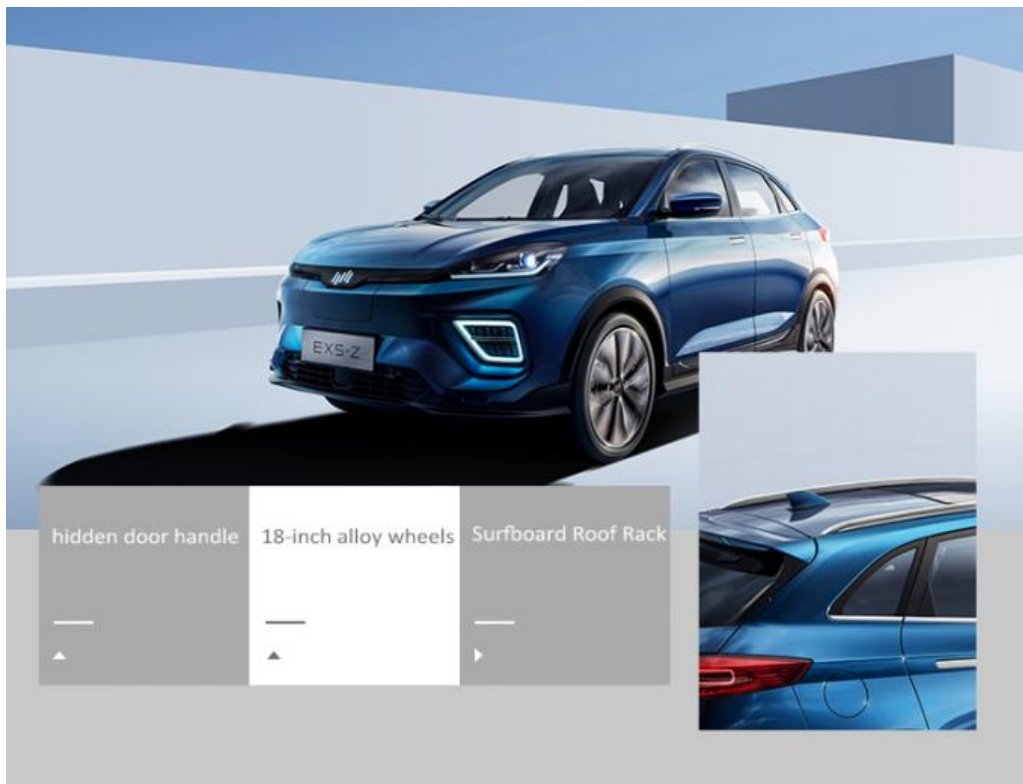 EXS-Z
hidden door handle
18-inch alloy wheels
Surfboard Roof Rack